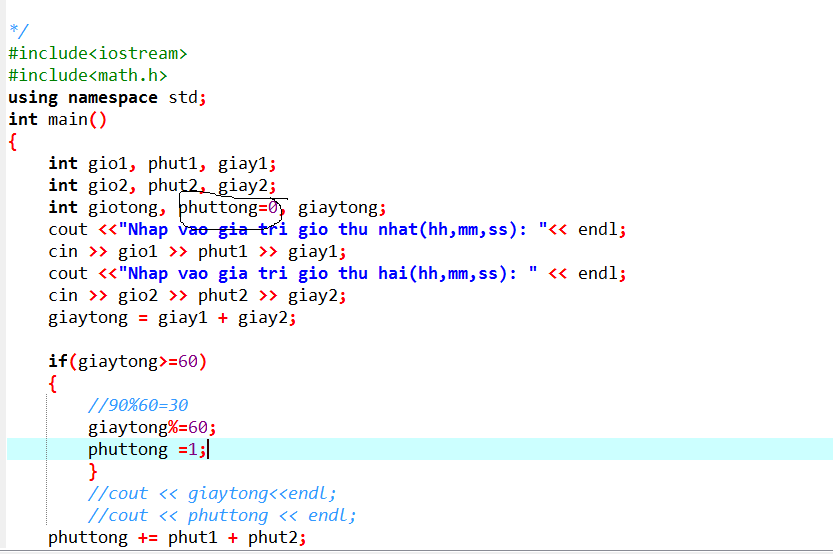 */
#include<iostream>
#include<math.h>
using namespace std;
int main()
{
int gio1, phut1, giay1;
int gio2, phut2, giay2;
int giotong, phuttong=0, giaytong;
cout <<"Nhap vao gia tri gio thu nhat(hh,mm,ss): "<< endl;
cin >> gio1 >> phut1 >> giay1;
cout <<"Nhap vao gia tri gio thu hai(hh,mm,ss): " << endl;
cin >> gio2 >> phut2 >> giay2;
giaytong = giay1 + giay2;
if(giaytong>=60)
{
//90%60=30
giaytong%=60;
phuttong =1;
}
//cout << giaytong<<endl;
//cout << phuttong << endl;
phuttong += phut1 + phut2;